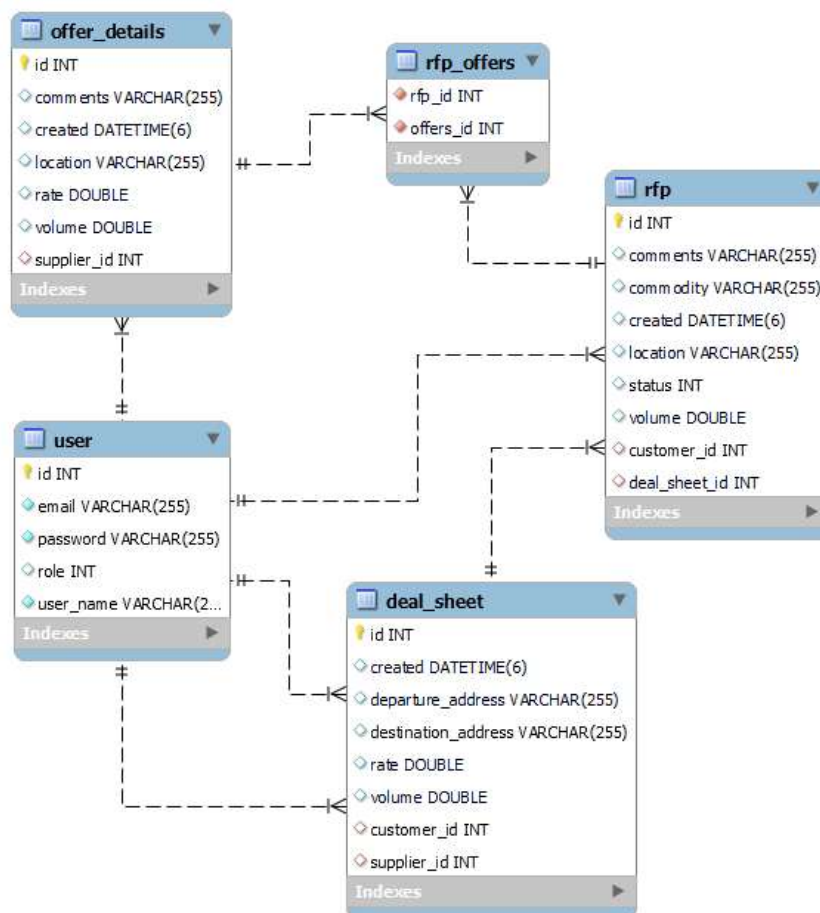 offer_details
id INT
comments VARCHAR(255)
created DATETIME(6)
location VARCHAR(255)
rate DOUBLE
volume DOUBLE
supplier_id INT
Indexes
rfp_offers
rfp_id INT
offers_id INT
Indexes
rfp
id INT
comments VARCHAR(255)
commodity VARCHAR(255)
created DATETIME(6)
location VARCHAR(255)
status INT
volume DOUBLE
customer_id INT
deal_sheet_id INT
Indexes
user
id INT
email VARCHAR(255)
password VARCHAR(255)
role INT
user_name VARCHAR(2...
Indexes
deal_sheet
id INT
created DATETIME(6)
departure_address VARCHAR(255)
destination_address VARCHAR(255)
rate DOUBLE
volume DOUBLE
customer_id INT
supplier_id INT
Indexes